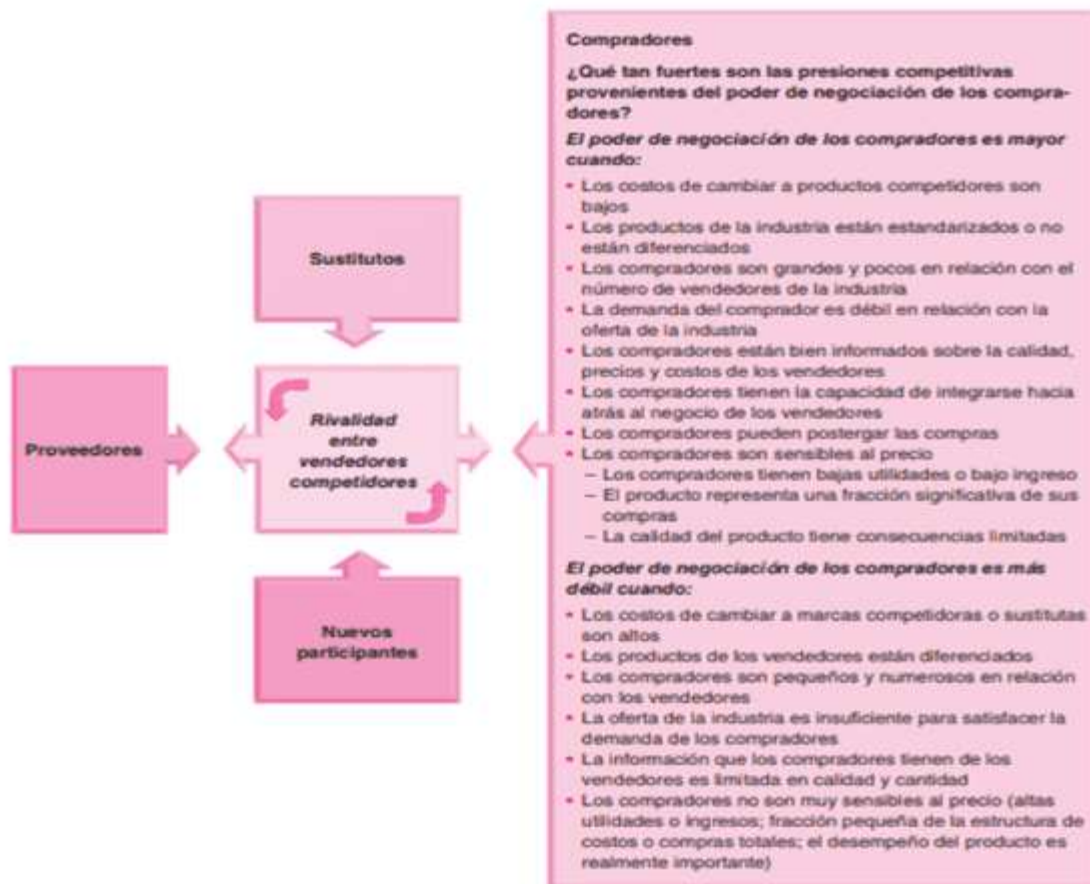 Sustitutos
Proveedores
Rivalidad
entre
vendedores
competidores
Nuevos
participantes
Compradores
¿Qué tan fuertes son las presiones competitivas
provenientes del poder de negociación de los compra-
dores?
El poder de negociación de los compradores es mayor
cuando:
• Los costos de cambiar a productos competidores son
bajos
• Los productos de la industria están estandarizados o no
están diferenciados
• Los compradores son grandes y pocos en relación con el
número de vendedores de la industria
• La demanda del comprador es débil en relación con la
oferta de la industria
• Los compradores están bien informados sobre la calidad,
precios y costos de los vendedores
• Los compradores tienen la capacidad de integrarse hacia
atrás al negocio de los vendedores
• Los compradores pueden postergar las compras
• Los compradores son sensibles al precio
– Los compradores tienen bajas utilidades o bajo ingreso
– El producto representa una fracción significativa de sus
compras
– La calidad del producto tiene consecuencias limitadas
El poder de negociación de los compradores es más
débil cuando:
• Los costos de cambiar a marcas competidoras o sustitutas
son altos
• Los productos de los vendedores están diferenciados
• Los compradores son pequeños y numerosos en relación
con los vendedores
• La oferta de la industria es insuficiente para satisfacer la
demanda de los compradores
• La información que los compradores tienen de los
vendedores es limitada en calidad y cantidad
• Los compradores no son muy sensibles al precio (altas
utilidades o ingresos; fracción pequeña de la estructura de
costos o compras totales; el desempeño del producto es
realmente importante)